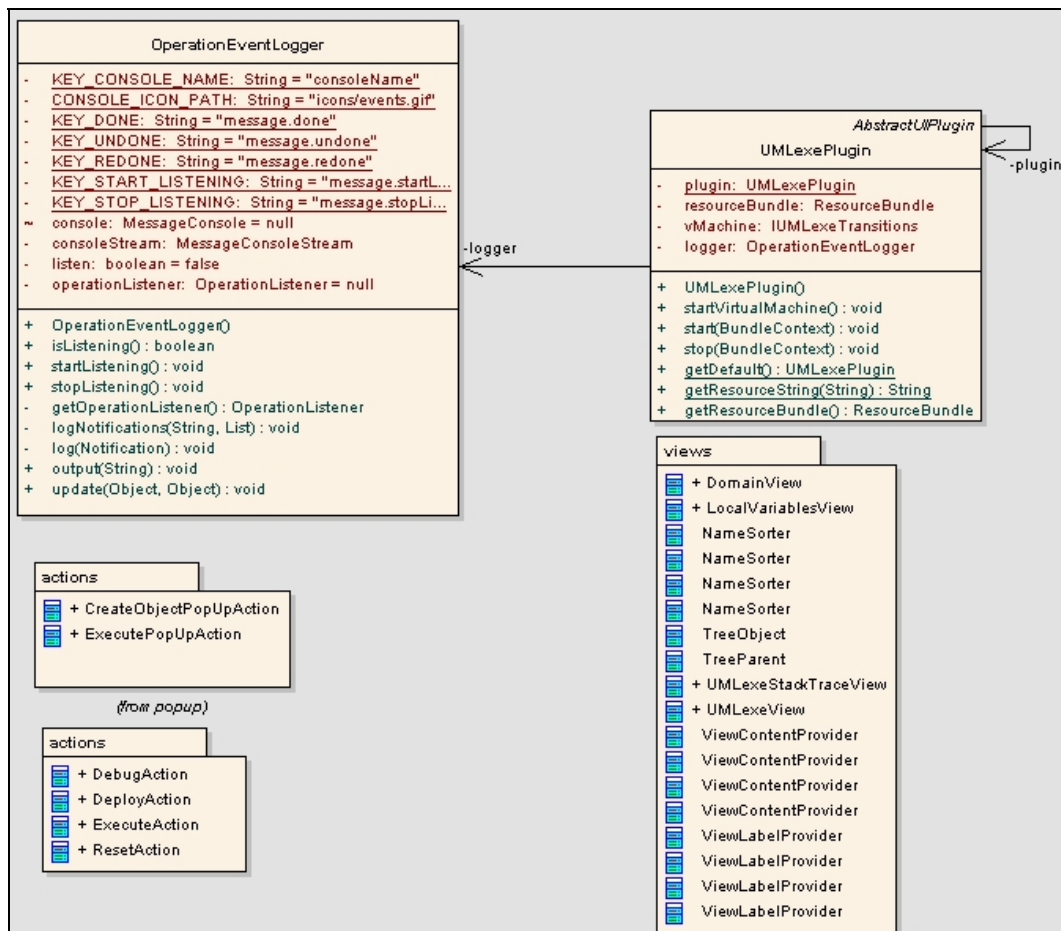 OperationEventLogger
- KEY_CONSOLE_NAME: String = "consoleName"
- CONSOLE_ICON_PATH: String = "icons/events.gif"
- KEY_DONE: String = "message.done"
- KEY_UNDONE: String = "message.undone"
- KEY_REDONE: String = "message.redone"
- KEY_START_LISTENING: String = "message.startL...
- KEY_STOP_LISTENING: String = "message.stopLi...
~ console: MessageConsole = null
- consoleStream: MessageConsoleStream
- listen: boolean = false
- operationListener: OperationListener = null
+ OperationEventLogger()
+ isListening() : boolean
+ startListening() : void
+ stopListening() : void
- getOperationListener() : OperationListener
- logNotifications(String, List) : void
- log(Notification) : void
+ output(String) : void
+ update(Object, Object) : void
-logger
AbstractUIPlugin
UMLexePlugin
-plugin
- plugin: UMLexePlugin
- resourceBundle: ResourceBundle
- vMachine: IUMLexeTransitions
- logger: OperationEventLogger
+ UMLexePlugin()
+ startVirtualMachine() : void
+ start(BundleContext) : void
+ stop(BundleContext) : void
+ getDefault() : UMLexePlugin
+ getResourceString(String) : String
+ getResourceBundle() : ResourceBundle
actions
+ CreateObjectPopUpAction
+ ExecutePopUpAction
(from popup)
actions
+ DebugAction
+ DeployAction
+ ExecuteAction
+ ResetAction
views
+ DomainView
+ LocalVariablesView
NameSorter
NameSorter
NameSorter
NameSorter
TreeObject
TreeParent
+ UMLexeStackTraceView
+ UMLexeView
ViewContentProvider
ViewContentProvider
ViewContentProvider
ViewContentProvider
ViewLabelProvider
ViewLabelProvider
ViewLabelProvider
ViewLabelProvider